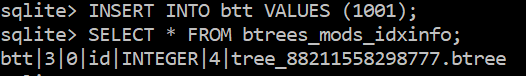 sqlite> INSERT INTO btt VALUES (1001);
sqlite> SELECT * FROM btrees_mods_idxinfo;
btt|3|0|id|INTEGER|4|tree_88211558298777.btree